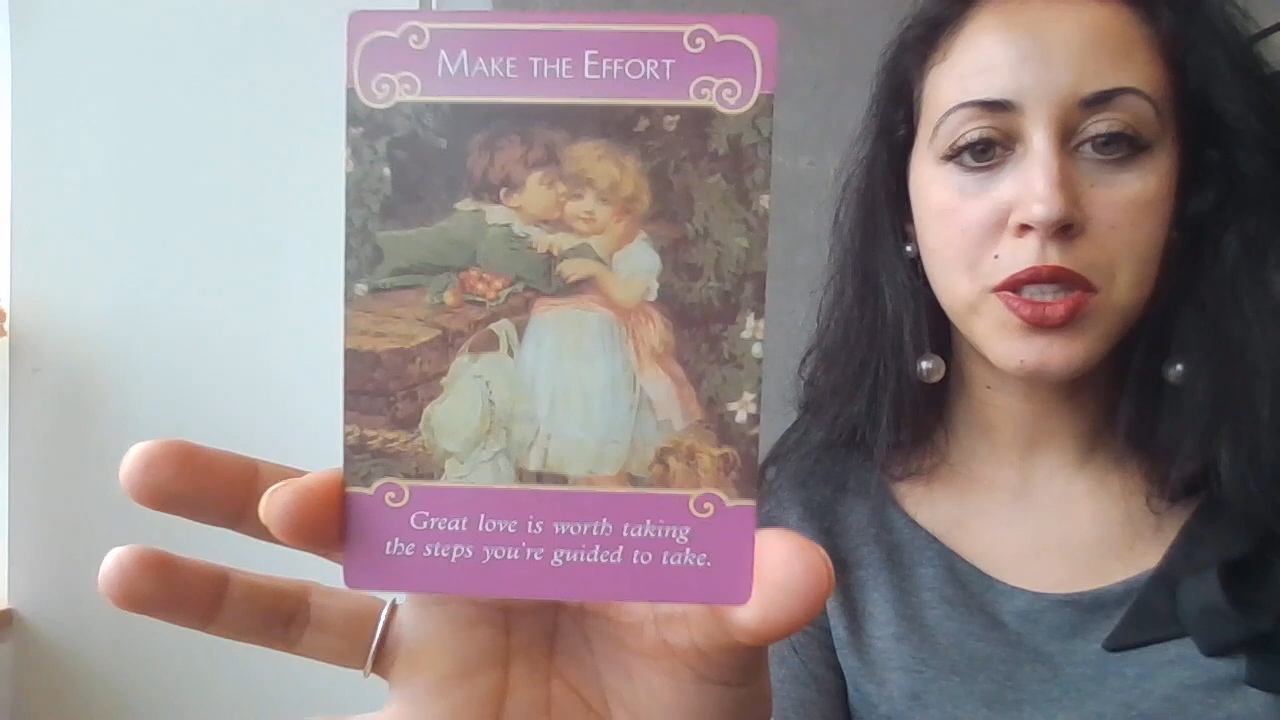 MAKE THE EFFORT
Great love is worth taking
the steps you're guided to take.